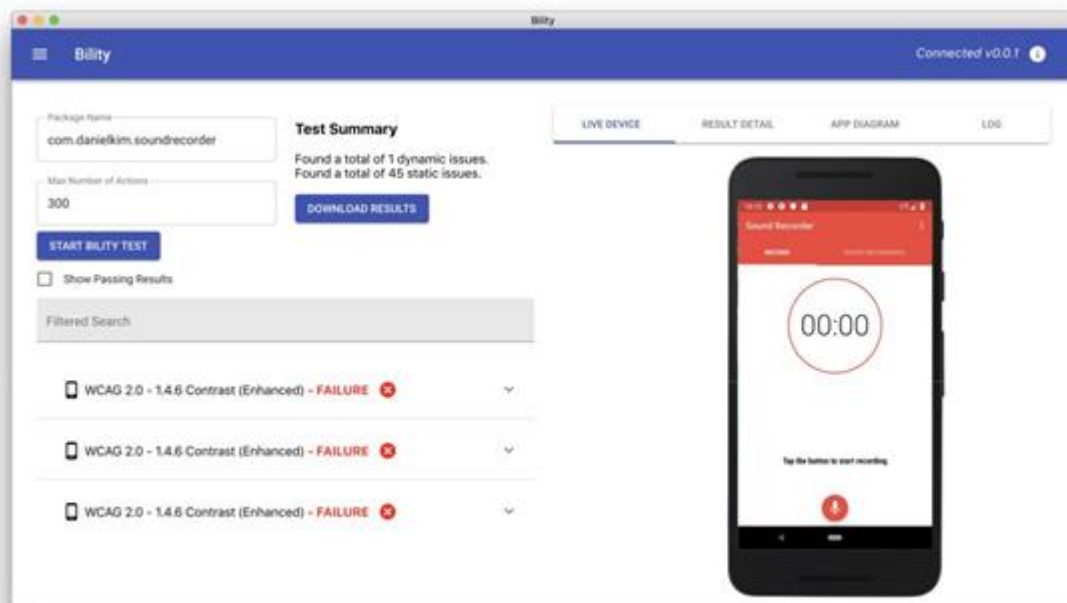 Bility
Bility
Connected v0.0.1
Package Name
com.danielkim.soundrecorder
Max Number of Actions
300
START BILITY TEST
Test Summary
Found a total of 1 dynamic issues.
Found a total of 45 static issues.
DOWNLOAD RESULTS
Show Passing Results
Filtered Search
WCAG 2.0 - 1.4.6 Contrast (Enhanced) - FAILURE
WCAG 2.0 - 1.4.6 Contrast (Enhanced) - FAILURE
WCAG 2.0 - 1.4.6 Contrast (Enhanced) - FAILURE
LIVE DEVICE
RESULT DETAIL
APP DIAGRAM
LOG
Sound Recorder
RECORD
00:00
Tap the button to start recording